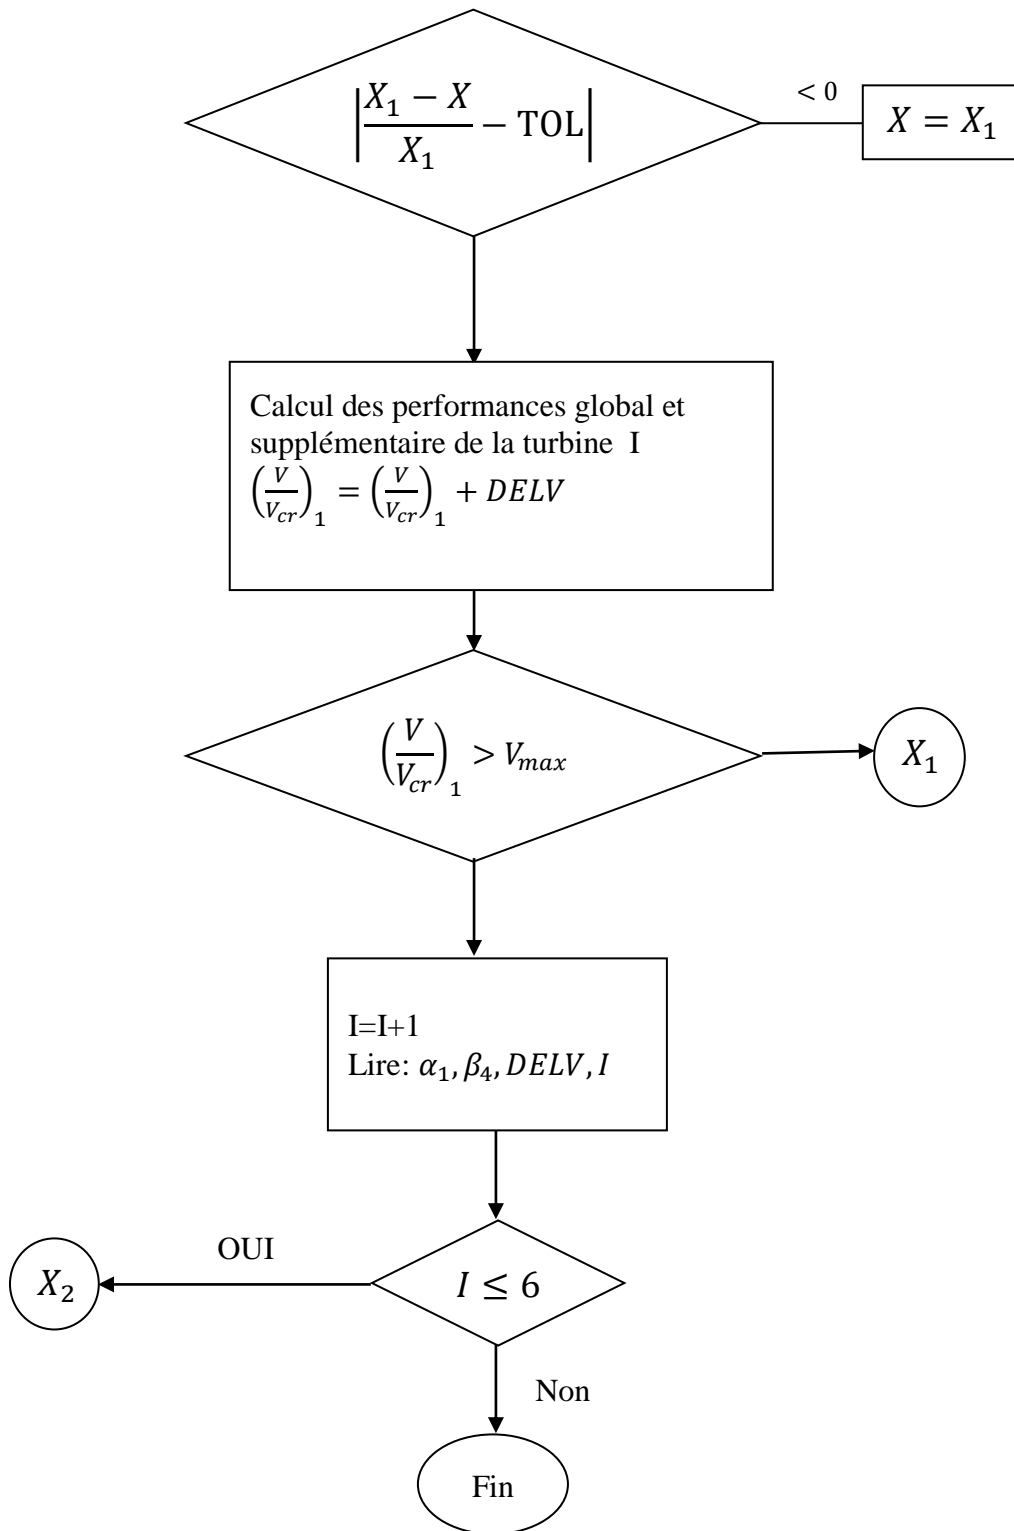 |(X₁ − X)/X₁ − TOL|
< 0
X = X₁
Calcul des performances global et
supplémentaire de la turbine I
(V/V_cr)₁ = (V/V_cr)₁ + DELV
(V/V_cr)₁ > V_max
X₁
I=I+1
Lire: α₁, β₄, DELV, I
OUI
X₂
I ≤ 6
Non
Fin